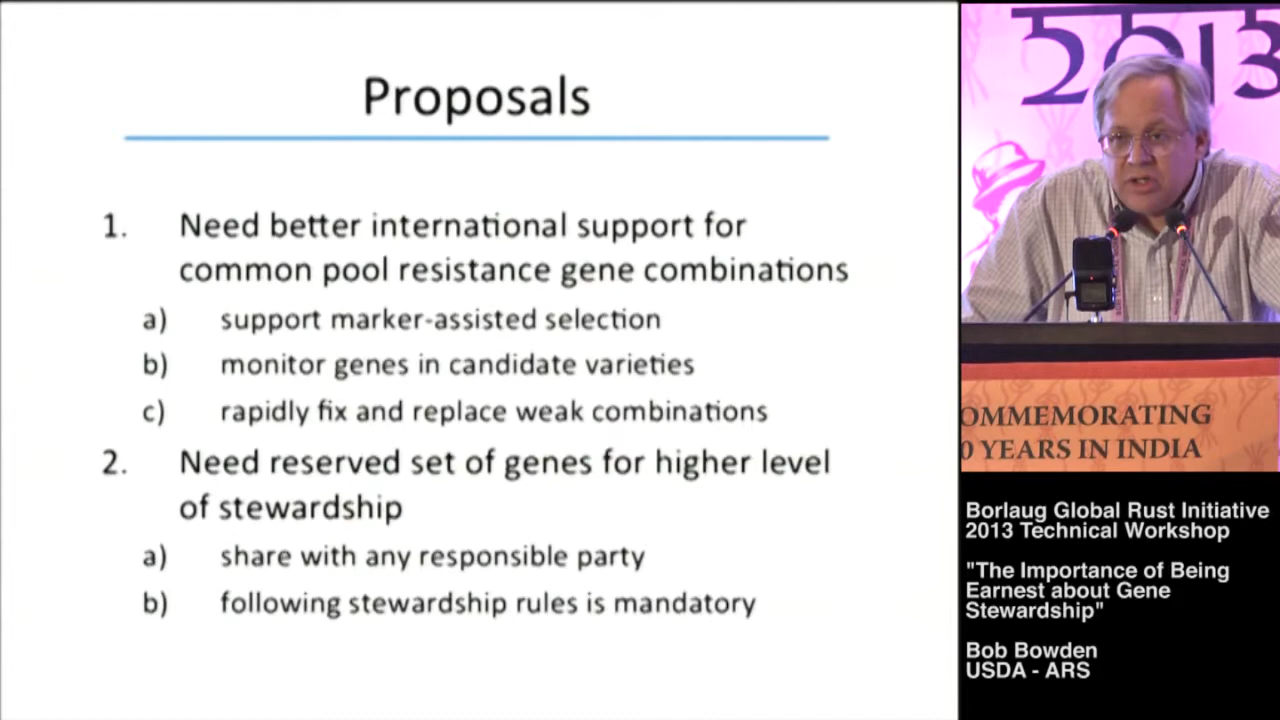 Proposals
1. Need better international support for
common pool resistance gene combinations
a) support marker-assisted selection
b) monitor genes in candidate varieties
c) rapidly fix and replace weak combinations
2. Need reserved set of genes for higher level
of stewardship
a) share with any responsible party
b) following stewardship rules is mandatory
2013
OMMEMORATING
0 YEARS IN INDIA
Borlaug Global Rust Initiative
2013 Technical Workshop
"The Importance of Being
Earnest about Gene
Stewardship"
Bob Bowden
USDA - ARS